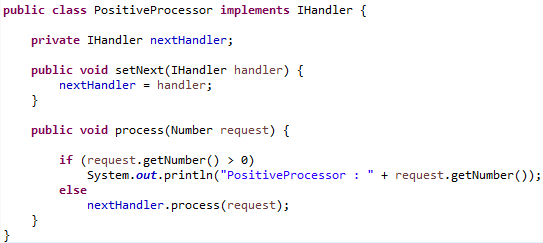 public class PositiveProcessor implements IHandler {
private IHandler nextHandler;
public void setNext(IHandler handler) {
nextHandler = handler;
}
public void process(Number request) {
if (request.getNumber() > 0)
System.out.println("PositiveProcessor : " + request.getNumber());
else
nextHandler.process(request);
}
}